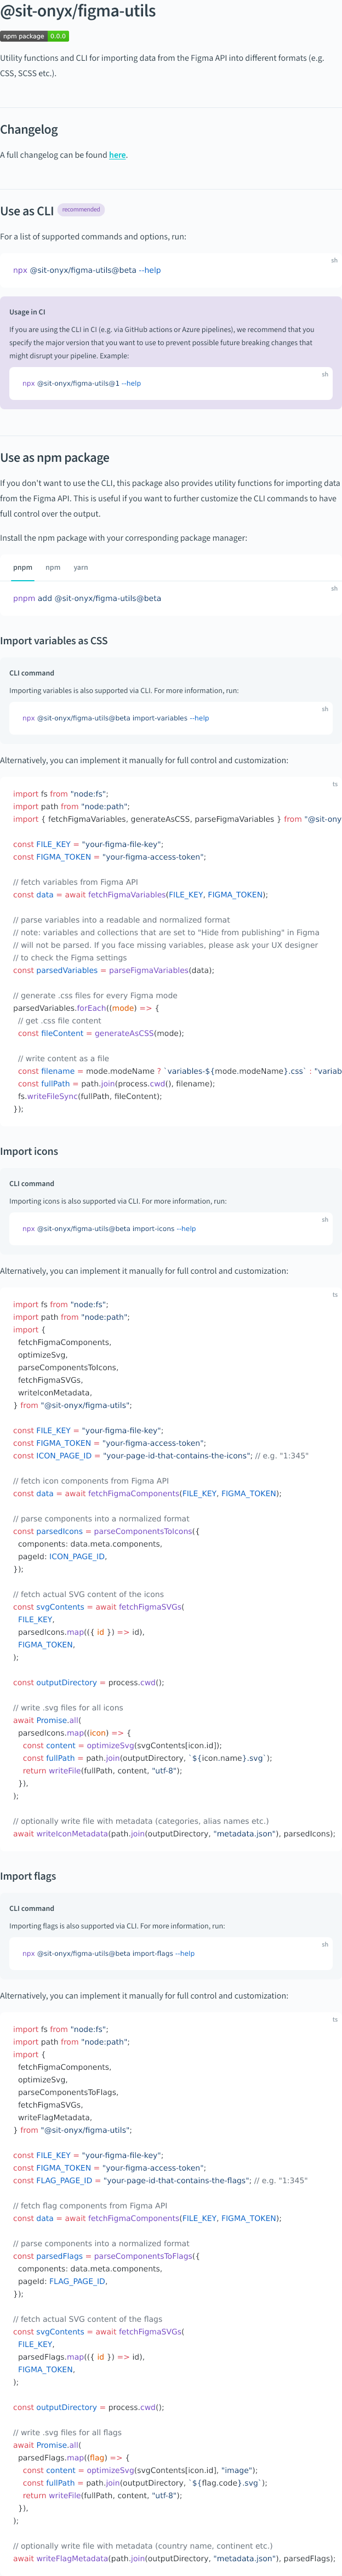 @sit-onyx/figma-utils
npm package 0.0.0
Utility functions and CLI for importing data from the Figma API into different formats (e.g.
CSS, SCSS etc.).
Changelog
A full changelog can be found here.
Use as CLI recommended
For a list of supported commands and options, run:
sh
npx @sit-onyx/figma-utils@beta --help
Usage in CI
If you are using the CLI in CI (e.g. via GitHub actions or Azure pipelines), we recommend that you
specify the major version that you want to use to prevent possible future breaking changes that
might disrupt your pipeline. Example:
sh
npx @sit-onyx/figma-utils@1 --help
Use as npm package
If you don't want to use the CLI, this package also provides utility functions for importing data
from the Figma API. This is useful if you want to further customize the CLI commands to have
full control over the output.
Install the npm package with your corresponding package manager:
pnpm npm yarn
sh
pnpm add @sit-onyx/figma-utils@beta
Import variables as CSS
CLI command
Importing variables is also supported via CLI. For more information, run:
sh
npx @sit-onyx/figma-utils@beta import-variables --help
Alternatively, you can implement it manually for full control and customization:
ts
import fs from "node:fs";
import path from "node:path";
import { fetchFigmaVariables, generateAsCSS, parseFigmaVariables } from "@sit-ony
const FILE_KEY = "your-figma-file-key";
const FIGMA_TOKEN = "your-figma-access-token";
// fetch variables from Figma API
const data = await fetchFigmaVariables(FILE_KEY, FIGMA_TOKEN);
// parse variables into a readable and normalized format
// note: variables and collections that are set to "Hide from publishing" in Figma
// will not be parsed. If you face missing variables, please ask your UX designer
// to check the Figma settings
const parsedVariables = parseFigmaVariables(data);
// generate .css files for every Figma mode
parsedVariables.forEach((mode) => {
// get .css file content
const fileContent = generateAsCSS(mode);
// write content as a file
const filename = mode.modeName ? `variables-${mode.modeName}.css` : "variab
const fullPath = path.join(process.cwd(), filename);
fs.writeFileSync(fullPath, fileContent);
});
Import icons
CLI command
Importing icons is also supported via CLI. For more information, run:
sh
npx @sit-onyx/figma-utils@beta import-icons --help
Alternatively, you can implement it manually for full control and customization:
ts
import fs from "node:fs";
import path from "node:path";
import {
fetchFigmaComponents,
optimizeSvg,
parseComponentsToIcons,
fetchFigmaSVGs,
writeIconMetadata,
} from "@sit-onyx/figma-utils";
const FILE_KEY = "your-figma-file-key";
const FIGMA_TOKEN = "your-figma-access-token";
const ICON_PAGE_ID = "your-page-id-that-contains-the-icons"; // e.g. "1:345"
// fetch icon components from Figma API
const data = await fetchFigmaComponents(FILE_KEY, FIGMA_TOKEN);
// parse components into a normalized format
const parsedIcons = parseComponentsToIcons({
components: data.meta.components,
pageId: ICON_PAGE_ID,
});
// fetch actual SVG content of the icons
const svgContents = await fetchFigmaSVGs(
FILE_KEY,
parsedIcons.map(({ id }) => id),
FIGMA_TOKEN,
);
const outputDirectory = process.cwd();
// write .svg files for all icons
await Promise.all(
parsedIcons.map((icon) => {
const content = optimizeSvg(svgContents[icon.id]);
const fullPath = path.join(outputDirectory, `${icon.name}.svg`);
return writeFile(fullPath, content, "utf-8");
}),
);
// optionally write file with metadata (categories, alias names etc.)
await writeIconMetadata(path.join(outputDirectory, "metadata.json"), parsedIcons);
Import flags
CLI command
Importing flags is also supported via CLI. For more information, run:
sh
npx @sit-onyx/figma-utils@beta import-flags --help
Alternatively, you can implement it manually for full control and customization:
ts
import fs from "node:fs";
import path from "node:path";
import {
fetchFigmaComponents,
optimizeSvg,
parseComponentsToFlags,
fetchFigmaSVGs,
writeFlagMetadata,
} from "@sit-onyx/figma-utils";
const FILE_KEY = "your-figma-file-key";
const FIGMA_TOKEN = "your-figma-access-token";
const FLAG_PAGE_ID = "your-page-id-that-contains-the-flags"; // e.g. "1:345"
// fetch flag components from Figma API
const data = await fetchFigmaComponents(FILE_KEY, FIGMA_TOKEN);
// parse components into a normalized format
const parsedFlags = parseComponentsToFlags({
components: data.meta.components,
pageId: FLAG_PAGE_ID,
});
// fetch actual SVG content of the flags
const svgContents = await fetchFigmaSVGs(
FILE_KEY,
parsedFlags.map(({ id }) => id),
FIGMA_TOKEN,
);
const outputDirectory = process.cwd();
// write .svg files for all flags
await Promise.all(
parsedFlags.map((flag) => {
const content = optimizeSvg(svgContents[icon.id], "image");
const fullPath = path.join(outputDirectory, `${flag.code}.svg`);
return writeFile(fullPath, content, "utf-8");
}),
);
// optionally write file with metadata (country name, continent etc.)
await writeFlagMetadata(path.join(outputDirectory, "metadata.json"), parsedFlags);